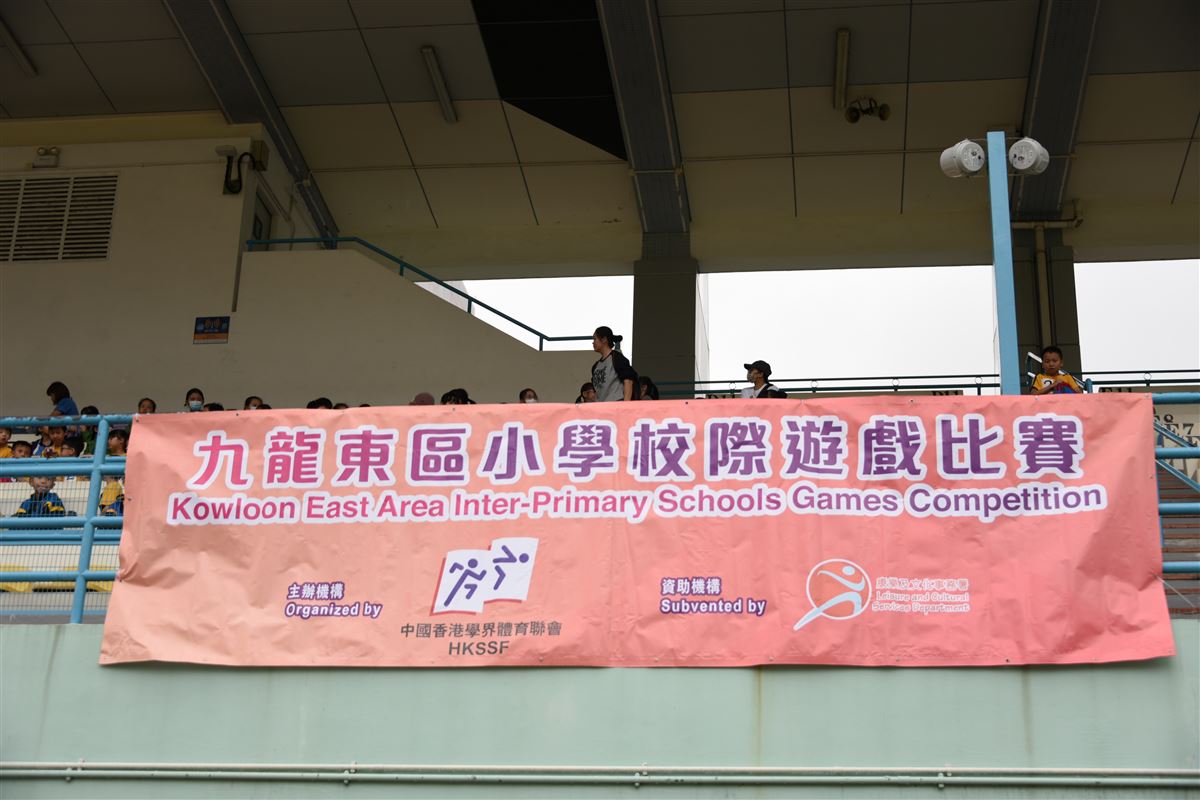 九龍東區小學校際遊戲比賽
Kowloon East Area Inter-Primary Schools Games Competition
主辦機構
Organized by
中國香港學界體育聯會
HKSSF
資助機構
Subvented by
康樂及文化事務署
Leisure and Cultural
Services Department